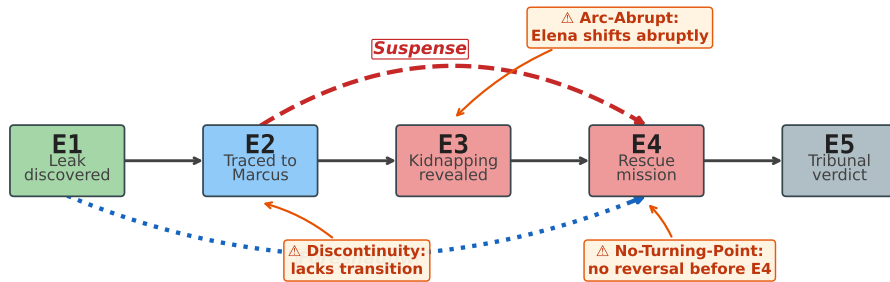 ⚠ Arc-Abrupt:
Elena shifts abruptly
Suspense
E1
Leak
discovered
E2
Traced to
Marcus
E3
Kidnapping
revealed
E4
Rescue
mission
E5
Tribunal
verdict
⚠ Discontinuity:
lacks transition
⚠ No-Turning-Point:
no reversal before E4